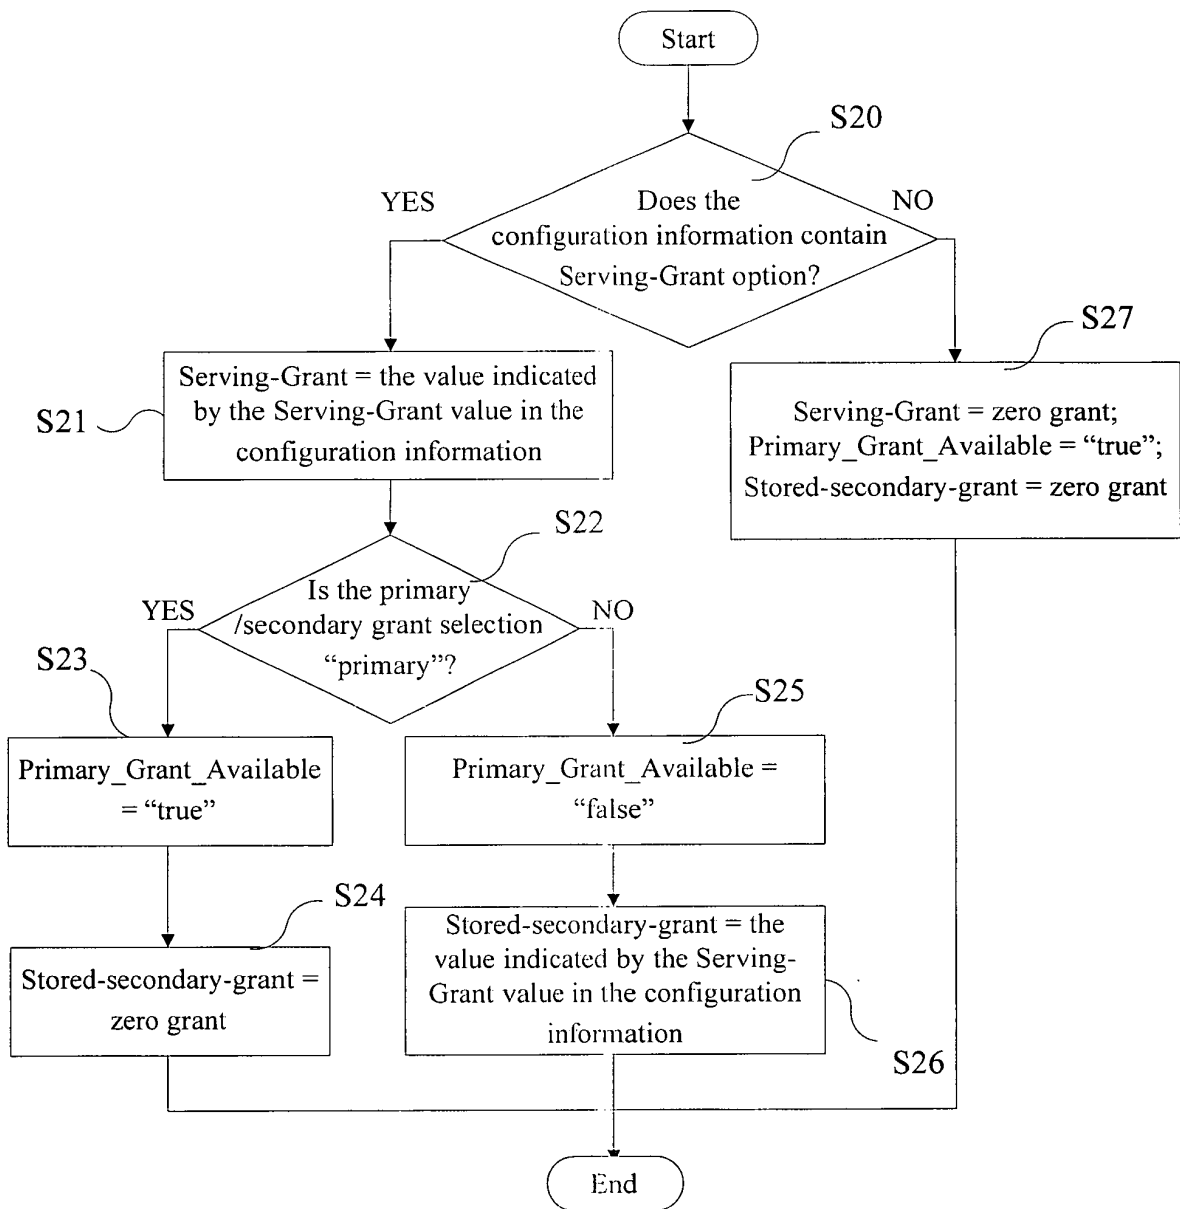 Start
S20
YES
NO
Does the
configuration information contain
Serving-Grant option?
S27
Serving-Grant = the value indicated
by the Serving-Grant value in the
configuration information
S21
Serving-Grant = zero grant;
Primary_Grant_Available = “true”;
Stored-secondary-grant = zero grant
S22
Is the primary
/secondary grant selection
“primary”?
YES
NO
S23
S25
Primary_Grant_Available
= “true”
Primary_Grant_Available =
“false”
S24
Stored-secondary-grant =
zero grant
Stored-secondary-grant = the
value indicated by the Serving-
Grant value in the configuration
information
S26
End